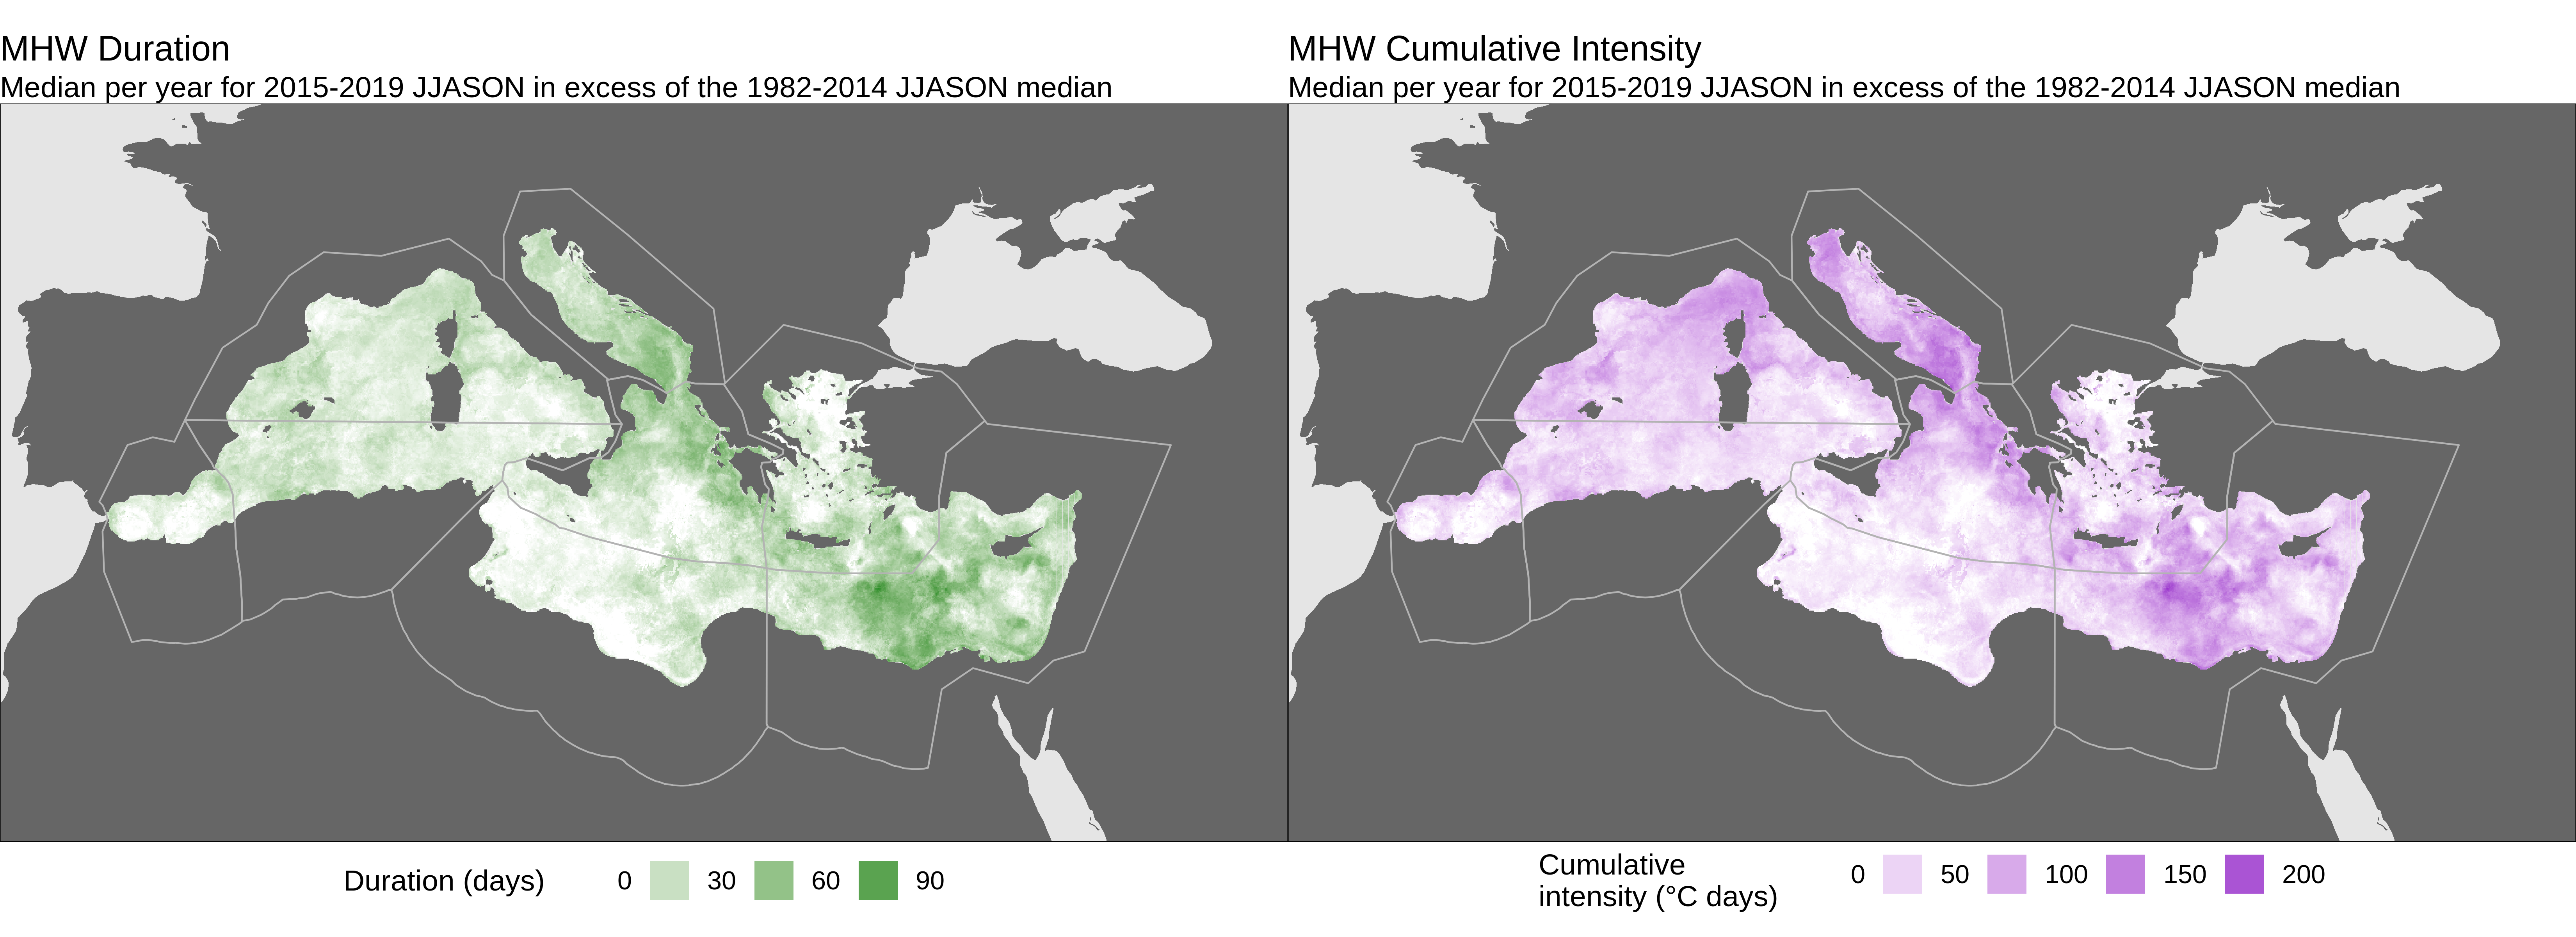 MHW Duration
Median per year for 2015-2019 JJASON in excess of the 1982-2014 JJASON median
MHW Cumulative Intensity
Median per year for 2015-2019 JJASON in excess of the 1982-2014 JJASON median
Duration (days) 0 30 60 90
Cumulative
intensity (°C days) 0 50 100 150 200